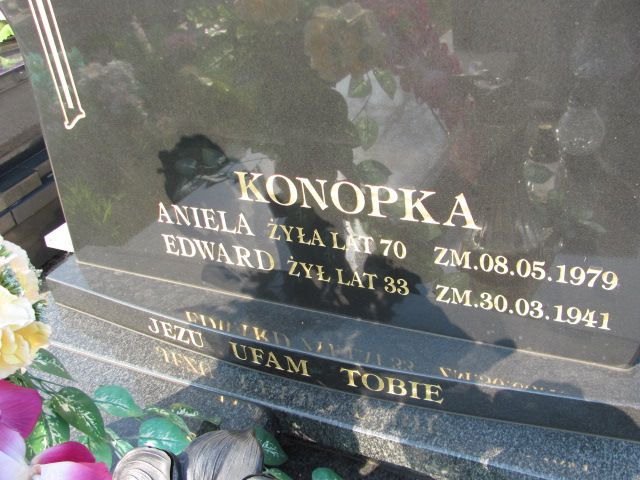 KONOPKA
ANIELA ŻYŁA LAT 70 ZM.08.05.1979
EDWARD ŻYŁ LAT 33 ZM.30.03.1941
JEZU UFAM TOBIE